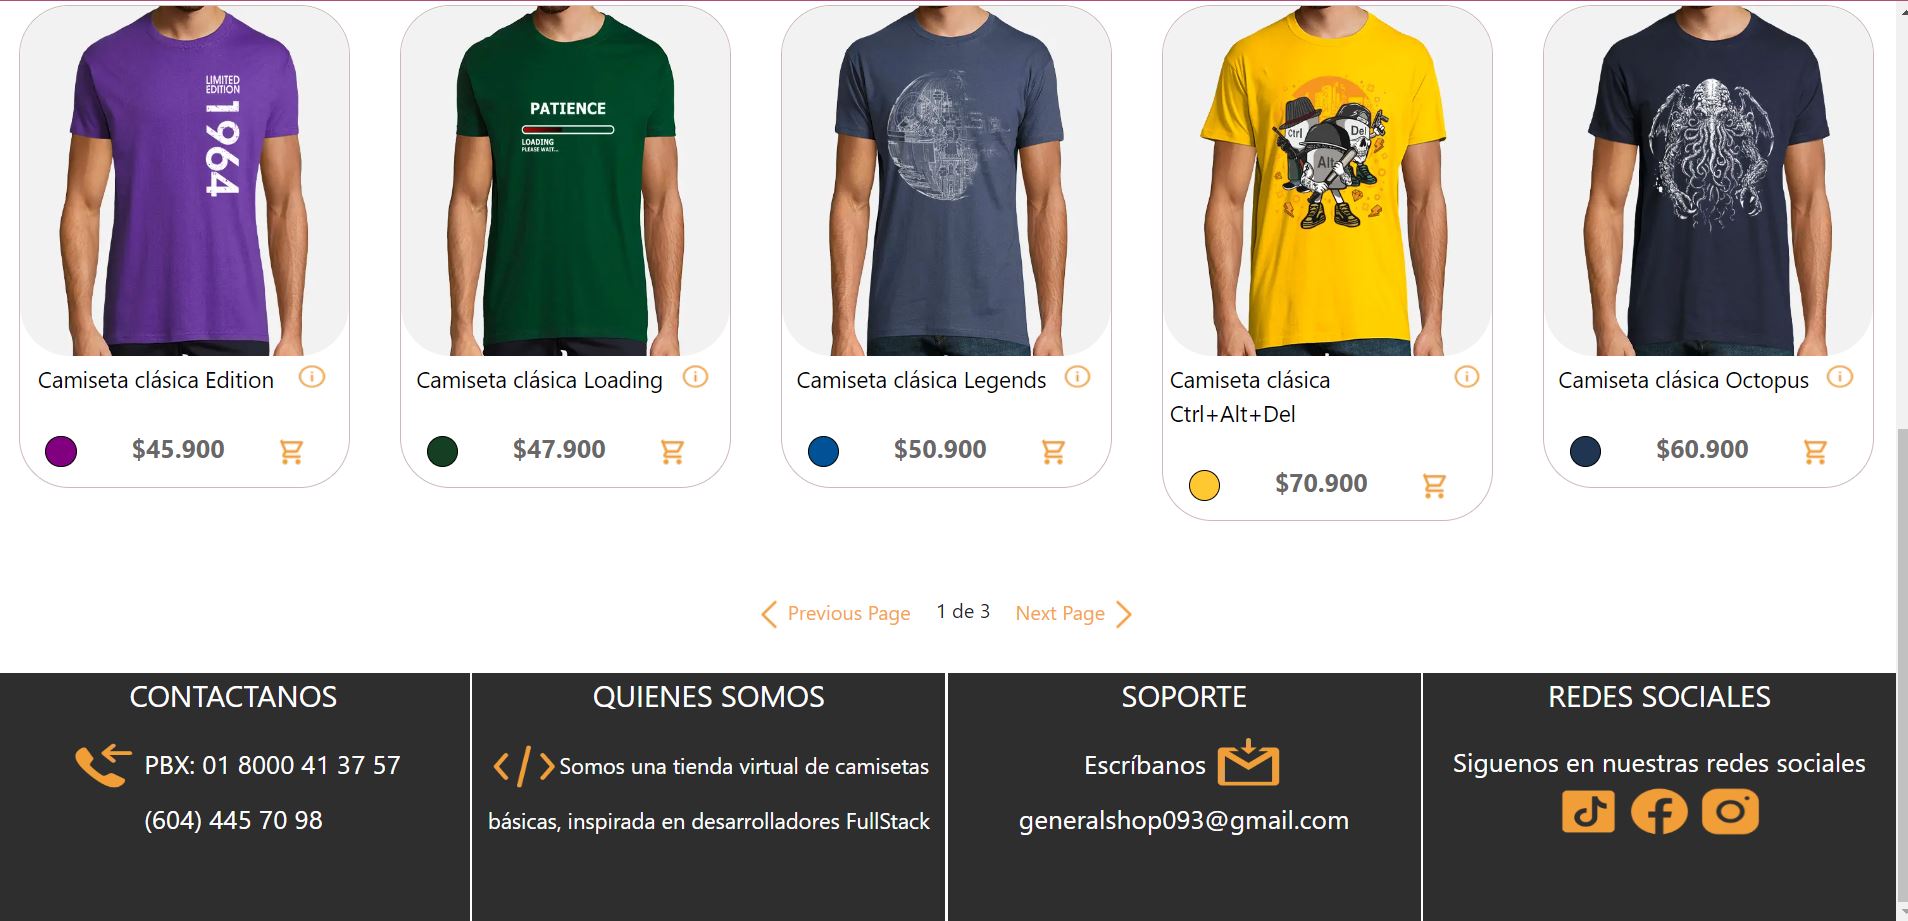 LIMITED
EDITION
1964
PATIENCE
LOADING
PLEASE WAIT...
Ctrl
Alt
Del
Camiseta clásica Edition
$45.900
Camiseta clásica Loading
$47.900
Camiseta clásica Legends
$50.900
Camiseta clásica
Ctrl+Alt+Del
$70.900
Camiseta clásica Octopus
$60.900
Previous Page
1 de 3
Next Page
CONTACTANOS
PBX: 01 8000 41 37 57
(604) 445 70 98
QUIENES SOMOS
Somos una tienda virtual de camisetas
básicas, inspirada en desarrolladores FullStack
SOPORTE
Escríbanos
generalshop093@gmail.com
REDES SOCIALES
Siguenos en nuestras redes sociales